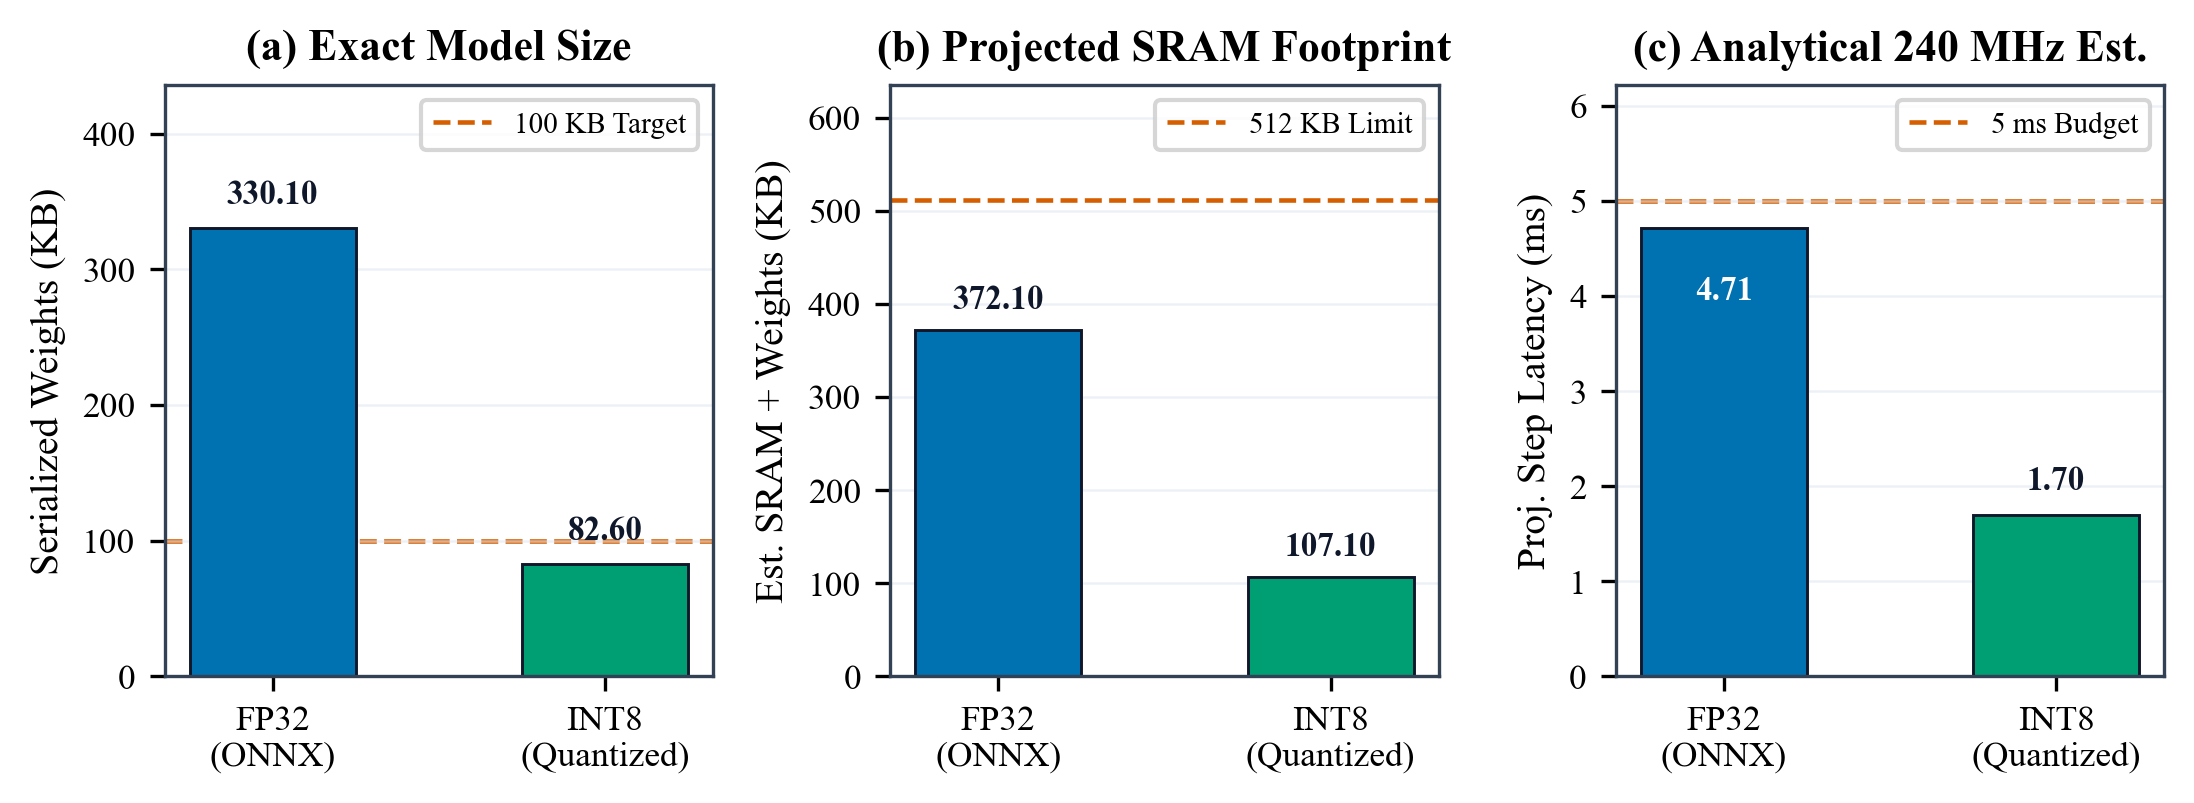 (a) Exact Model Size
Serialized Weights (KB)
400
300
200
100
0
100 KB Target
330.10
82.60
FP32
(ONNX)
INT8
(Quantized)
(b) Projected SRAM Footprint
Est. SRAM + Weights (KB)
600
500
400
300
200
100
0
512 KB Limit
372.10
107.10
FP32
(ONNX)
INT8
(Quantized)
(c) Analytical 240 MHz Est.
Proj. Step Latency (ms)
6
5
4
3
2
1
0
5 ms Budget
4.71
1.70
FP32
(ONNX)
INT8
(Quantized)